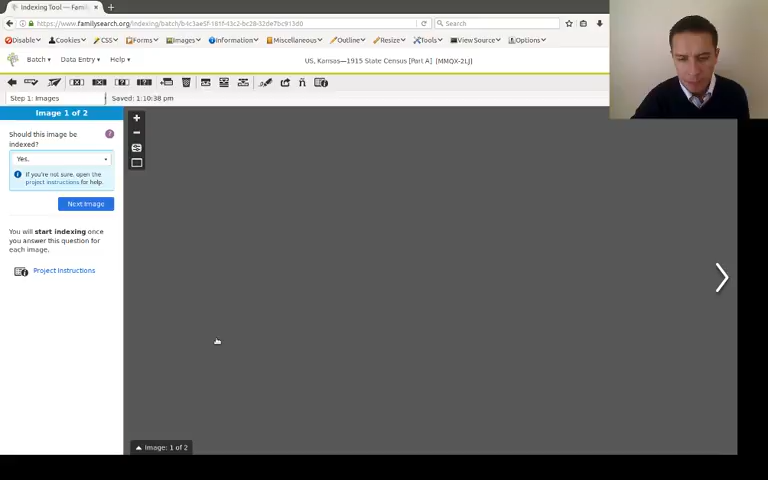 Indexing Tool — Fami
https://www.familysearch.org/indexing/batch/
Search
Disable Cookies CSS Forms Images Information Miscellaneous Outline Resize Tools View Source Options
Batch Data Entry Help
US, Kansas—1915 State Census [Part A] [MMQX-2LJ]
Step 1: Images
Saved: 1:10:38 pm
Image 1 of 2
Should this image be
indexed?
Yes.
If you're not sure, open the
project instructions for help.
Next Image
You will start indexing once
you answer this question for
each image.
Project Instructions
Image: 1 of 2